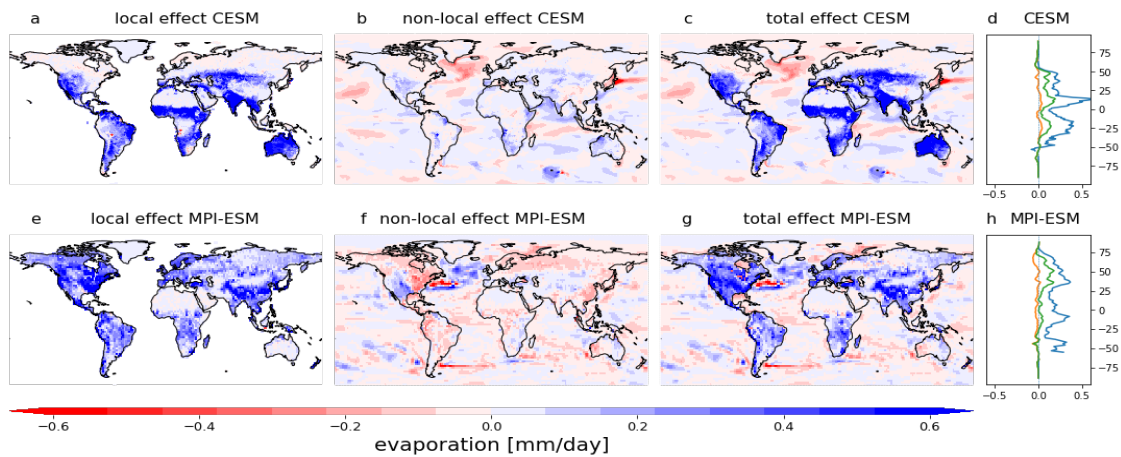 a local effect CESM
b non-local effect CESM
c total effect CESM
d CESM
75
50
25
0
−25
−50
−75
−0.5 0.0 0.5
e local effect MPI-ESM
f non-local effect MPI-ESM
g total effect MPI-ESM
h MPI-ESM
75
50
25
0
−25
−50
−75
−0.5 0.0 0.5
−0.6 −0.4 −0.2 0.0 0.2 0.4 0.6
evaporation [mm/day]